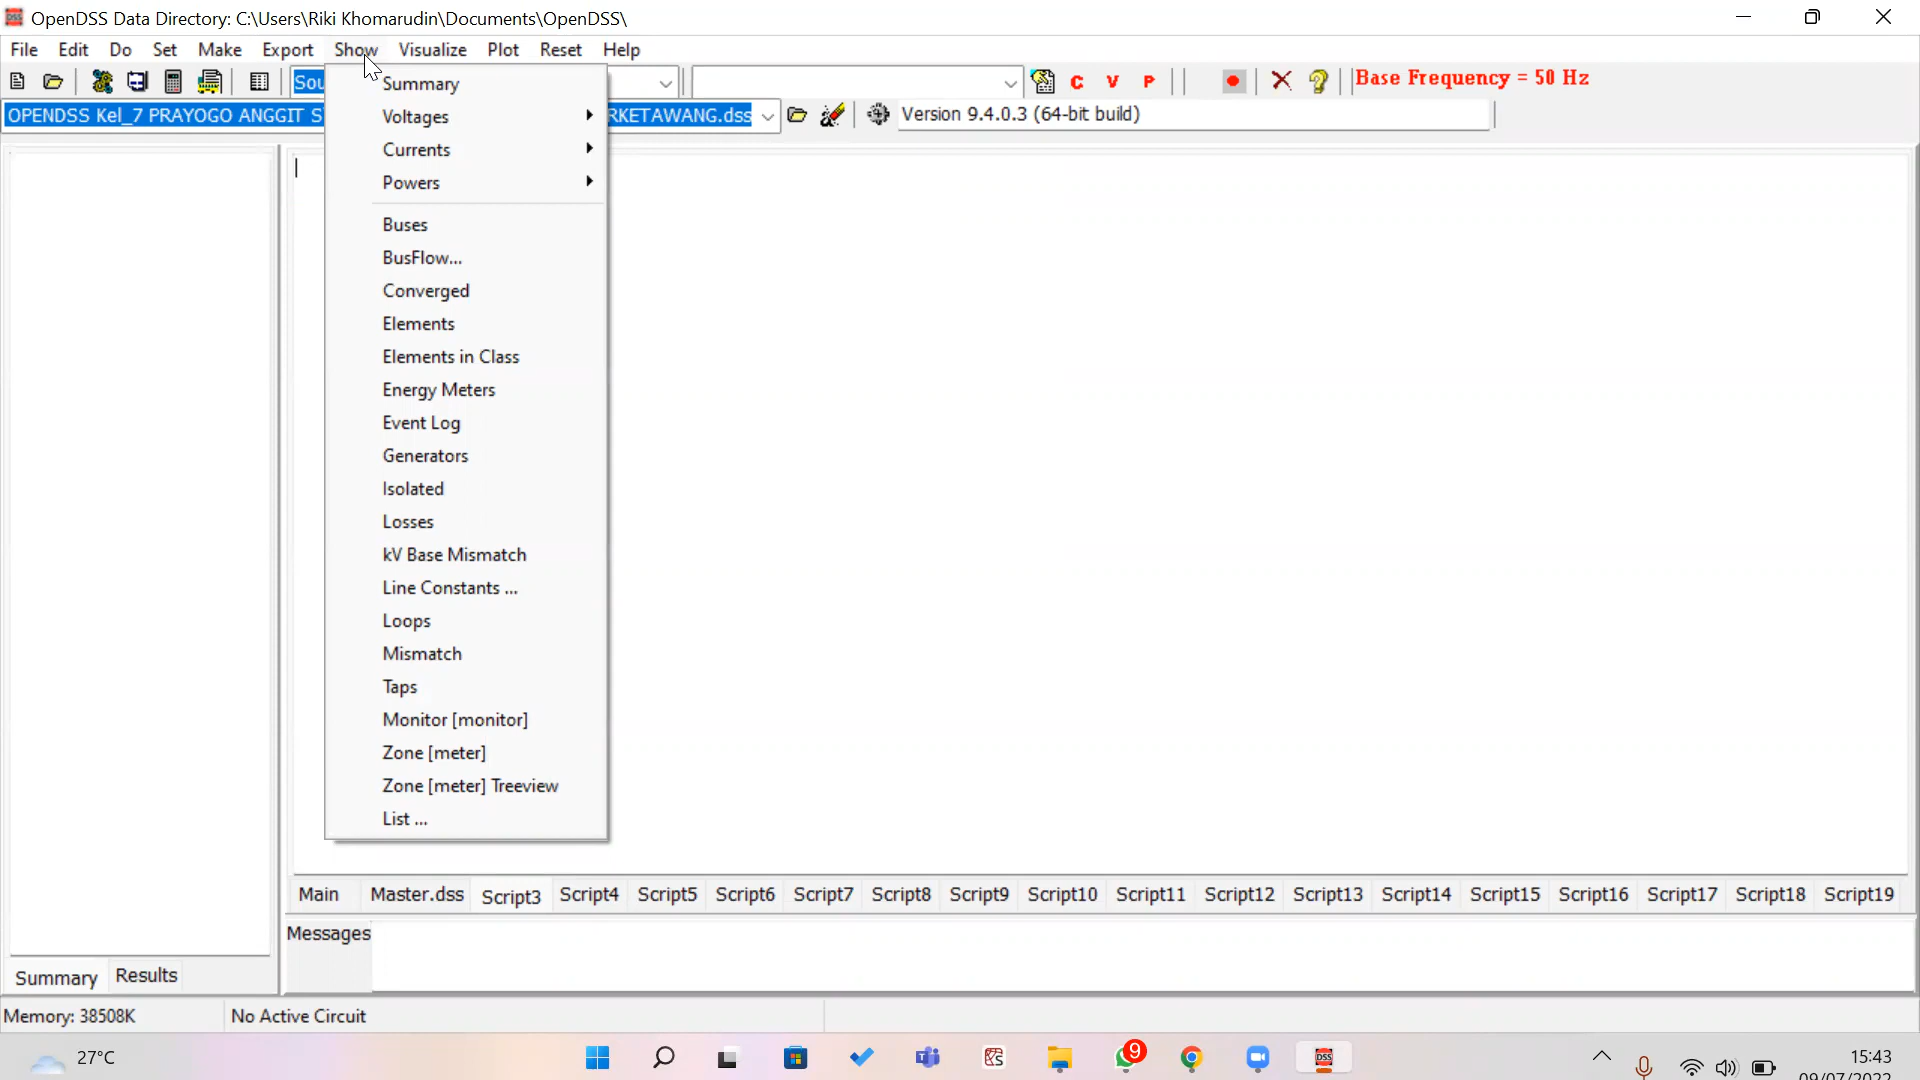 OpenDSS Data Directory: C:\Users\Riki Khomarudin\Documents\OpenDSS\
File Edit Do Set Make Export Show Visualize Plot Reset Help
Sou C V P Base Frequency = 50 Hz
OPENDSS Kel_7 PRAYOGO ANGGIT S RKETAWANG.dss Version 9.4.0.3 (64-bit build)
Summary
Voltages
Currents
Powers
Buses
BusFlow...
Converged
Elements
Elements in Class
Energy Meters
Event Log
Generators
Isolated
Losses
kV Base Mismatch
Line Constants ...
Loops
Mismatch
Taps
Monitor [monitor]
Zone [meter]
Zone [meter] Treeview
List ...
Main Master.dss Script3 Script4 Script5 Script6 Script7 Script8 Script9 Script10 Script11 Script12 Script13 Script14 Script15 Script16 Script17 Script18 Script19
Messages
Summary Results
Memory: 38508K No Active Circuit
27°C 9 DSS 15:43
09/07/2022